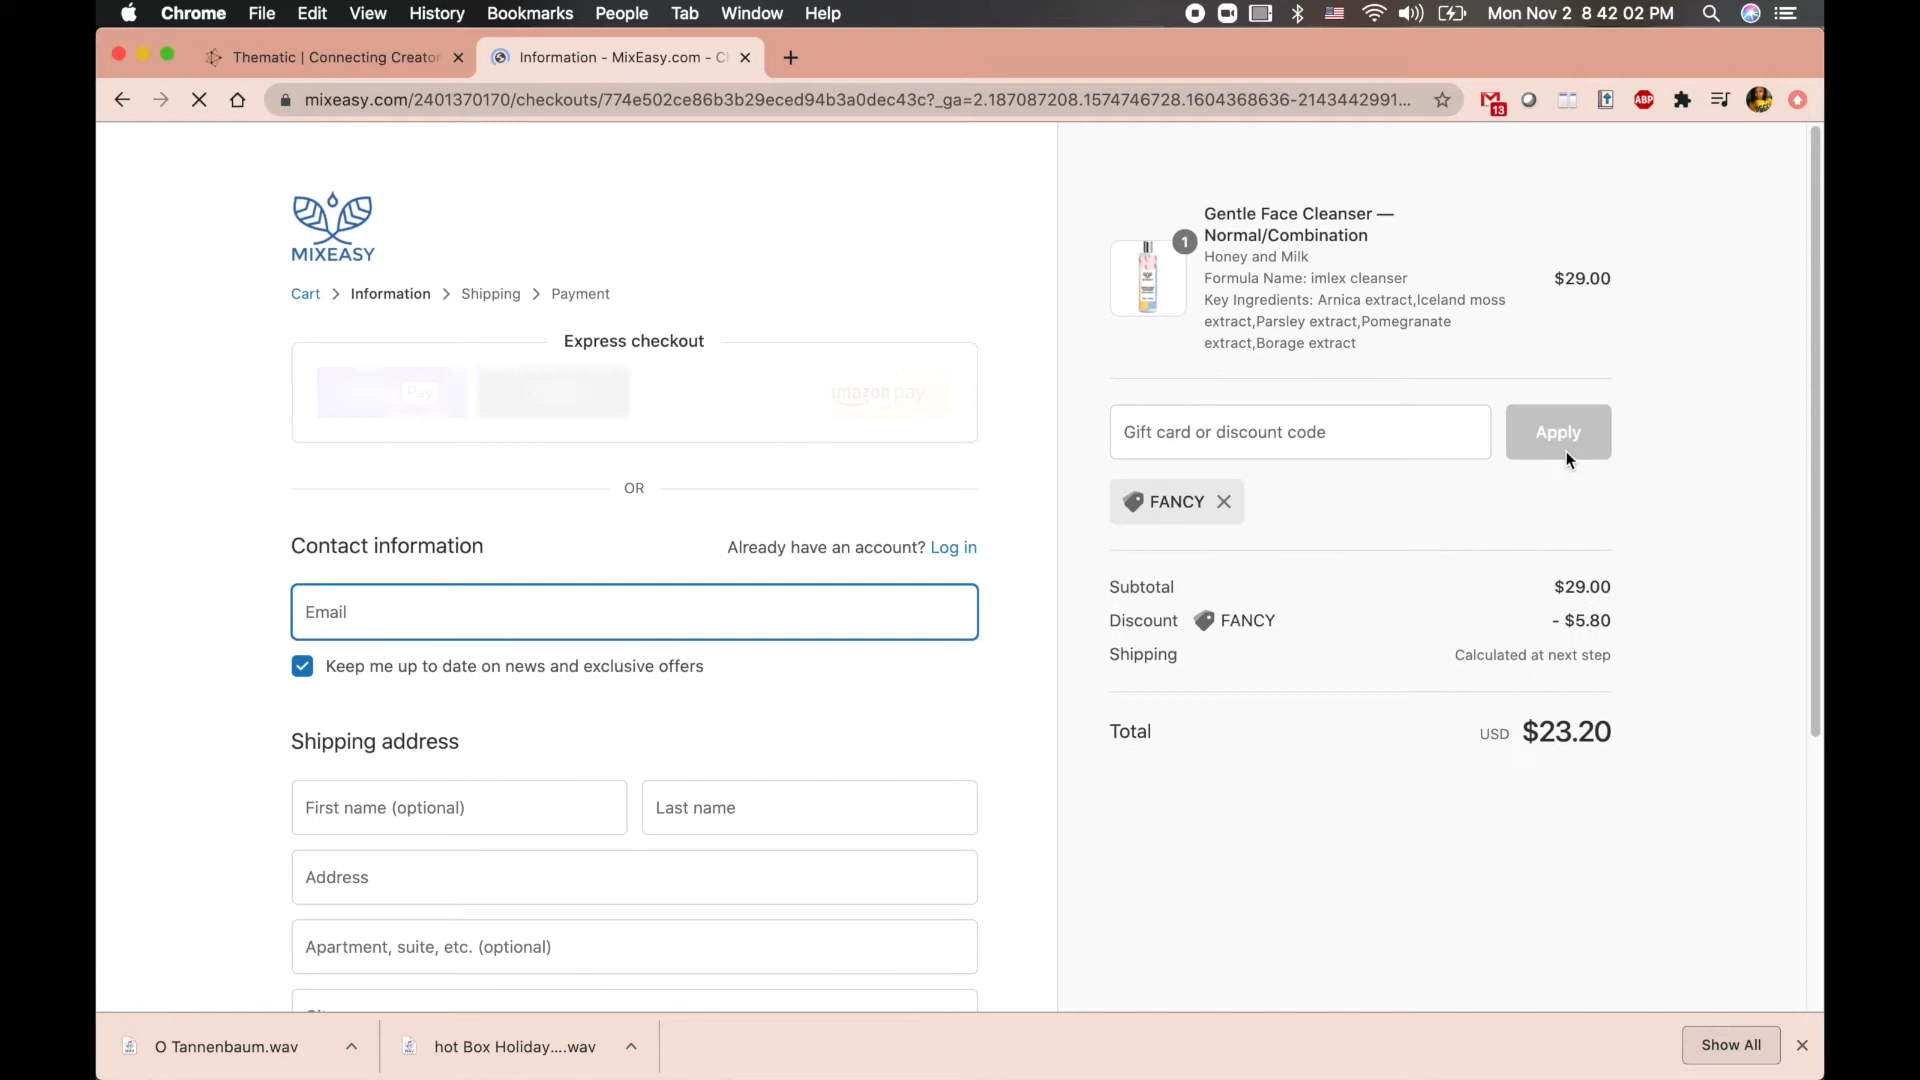 Chrome File Edit View History Bookmarks People Tab Window Help Mon Nov 2 8 42 02 PM
Thematic | Connecting Creator
Information - MixEasy.com - C
mixeasy.com/2401370170/checkouts/774e502ce86b3b29eced94b3a0dec43c?_ga=2.187087208.1574746728.1604368636-2143442991...
13
ABP
MIXEASY
Cart > Information > Shipping > Payment
Express checkout
Pay
amazon pay
OR
Contact information
Already have an account? Log in
Email
Keep me up to date on news and exclusive offers
Shipping address
First name (optional)
Last name
Address
Apartment, suite, etc. (optional)
1
Gentle Face Cleanser —
Normal/Combination
Honey and Milk
Formula Name: imlex cleanser
$29.00
Key Ingredients: Arnica extract,Iceland moss
extract,Parsley extract,Pomegranate
extract,Borage extract
Gift card or discount code
Apply
FANCY
Subtotal $29.00
Discount FANCY - $5.80
Shipping Calculated at next step
Total USD $23.20
O Tannenbaum.wav
hot Box Holiday....wav
Show All